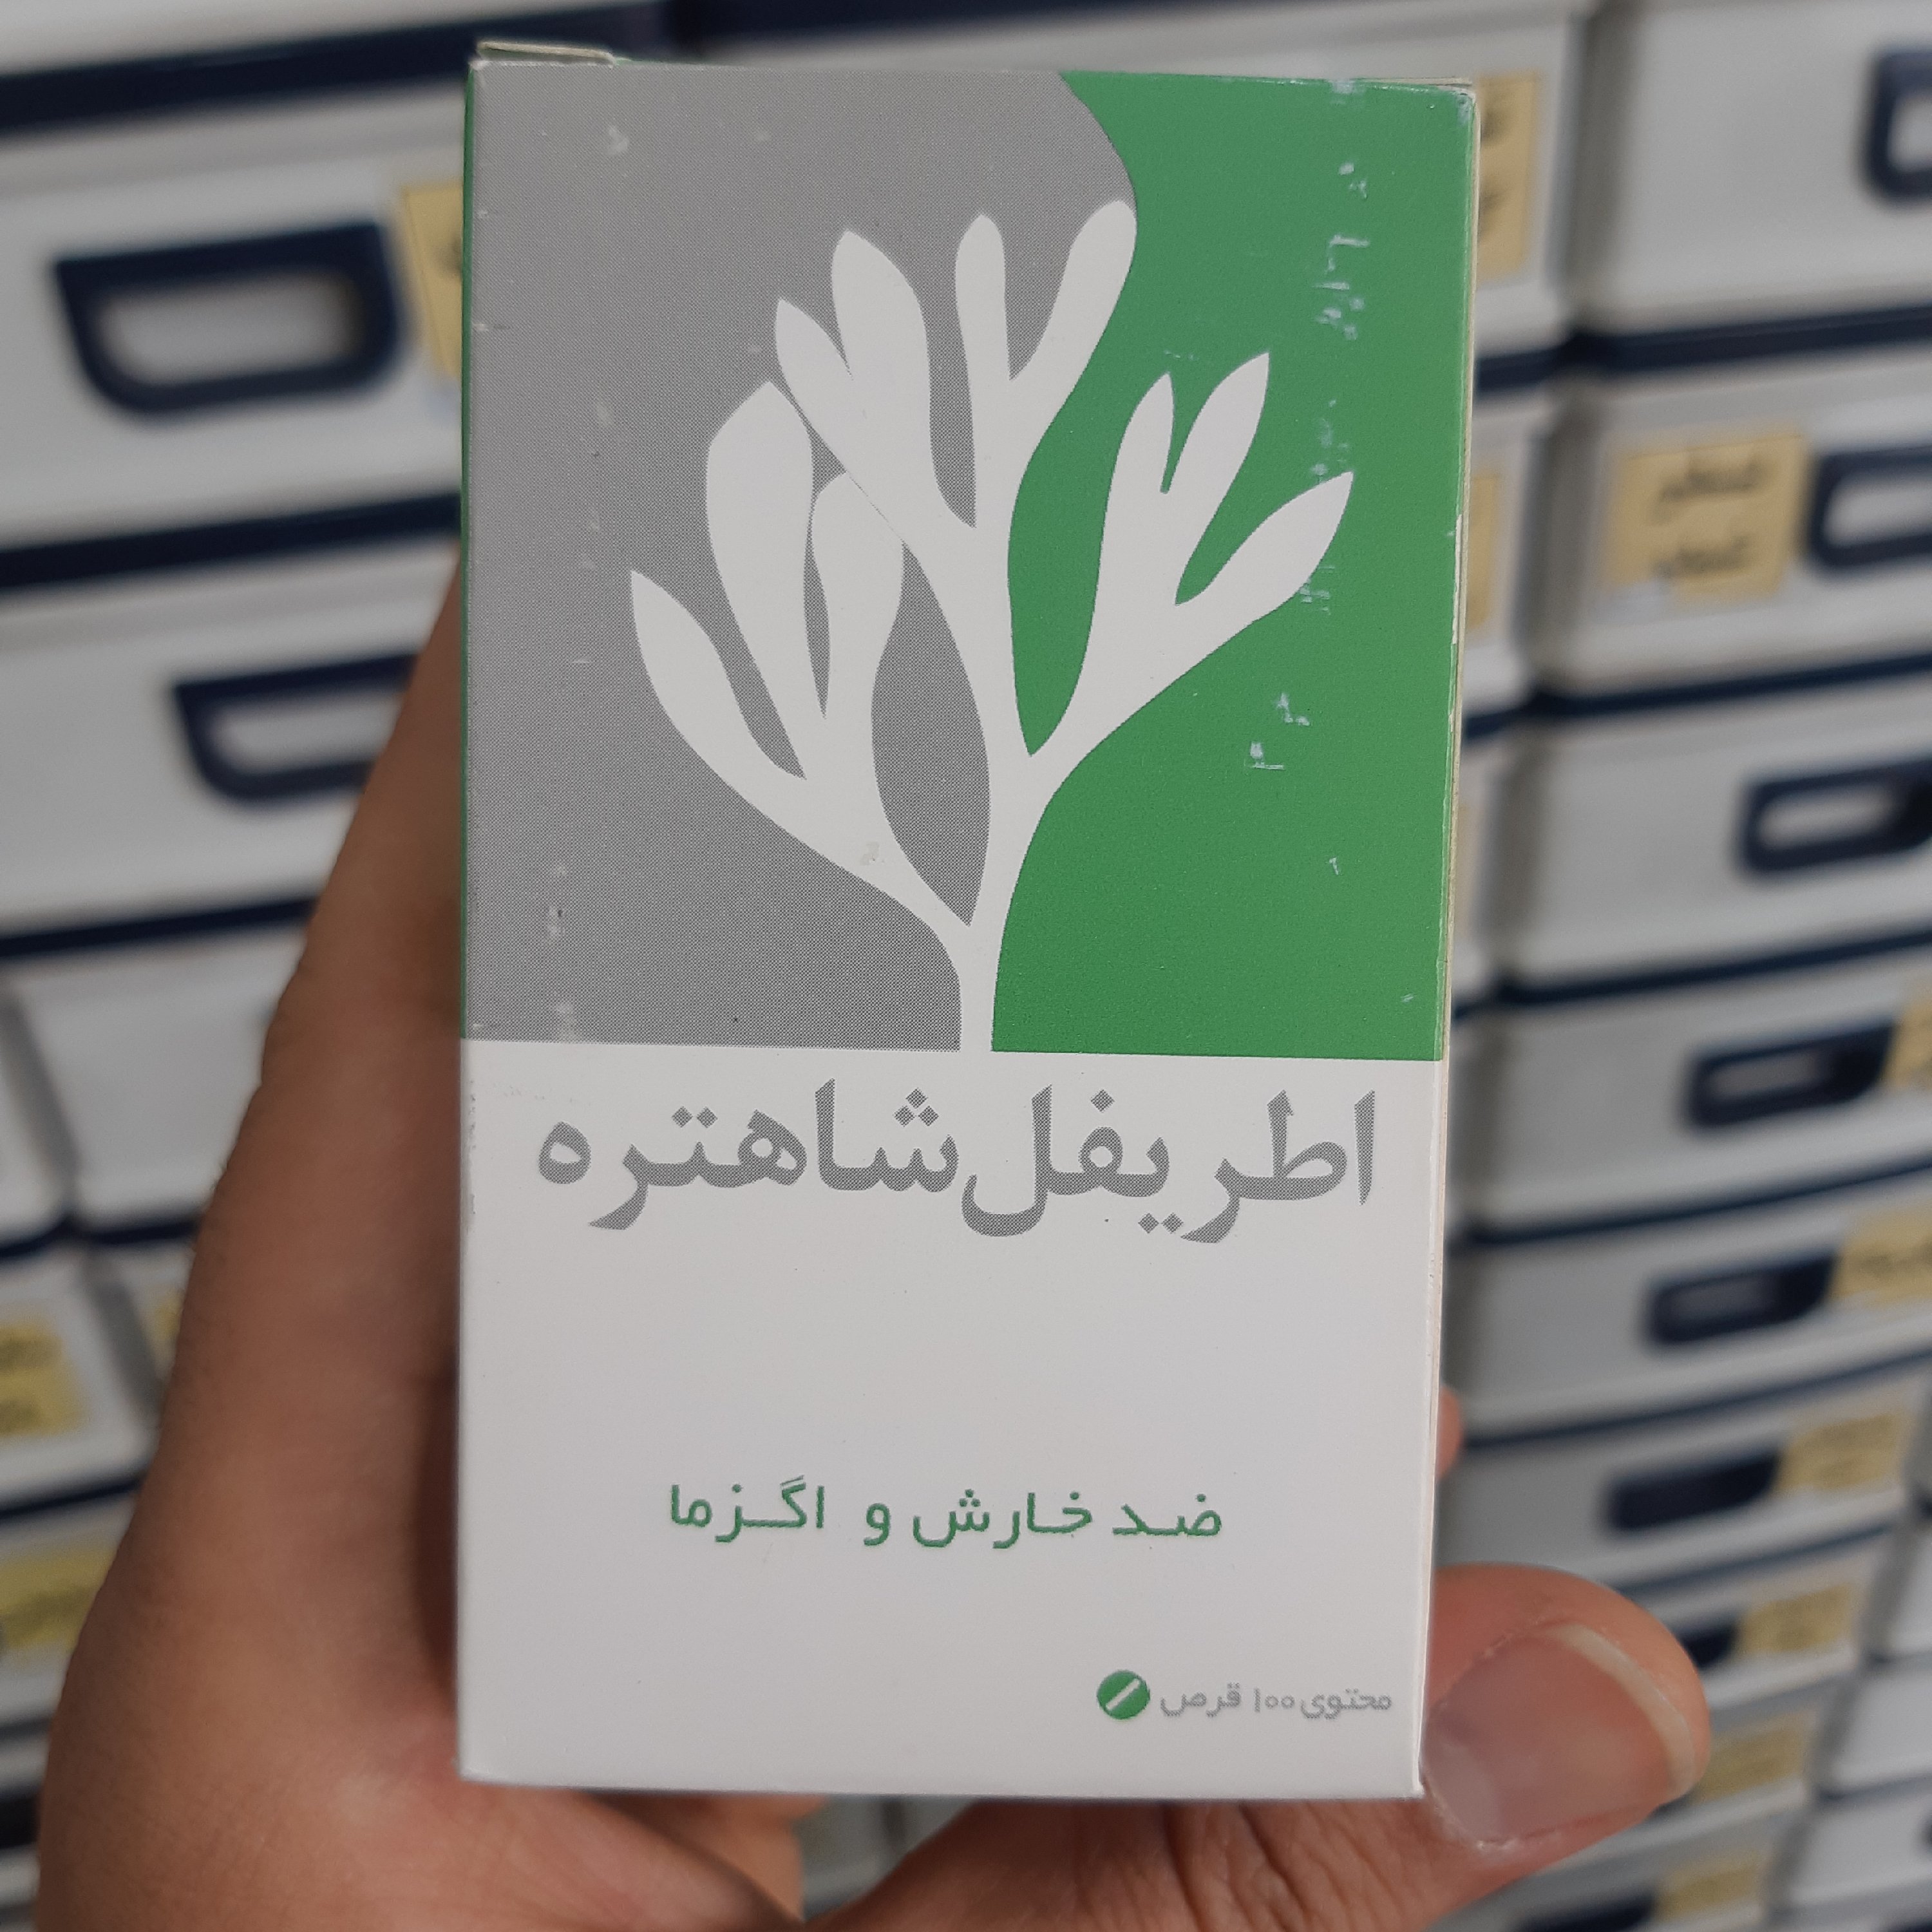 اطریفل شاهتره
ضد خارش و اگزما
محتوی ۱۰۰ قرص